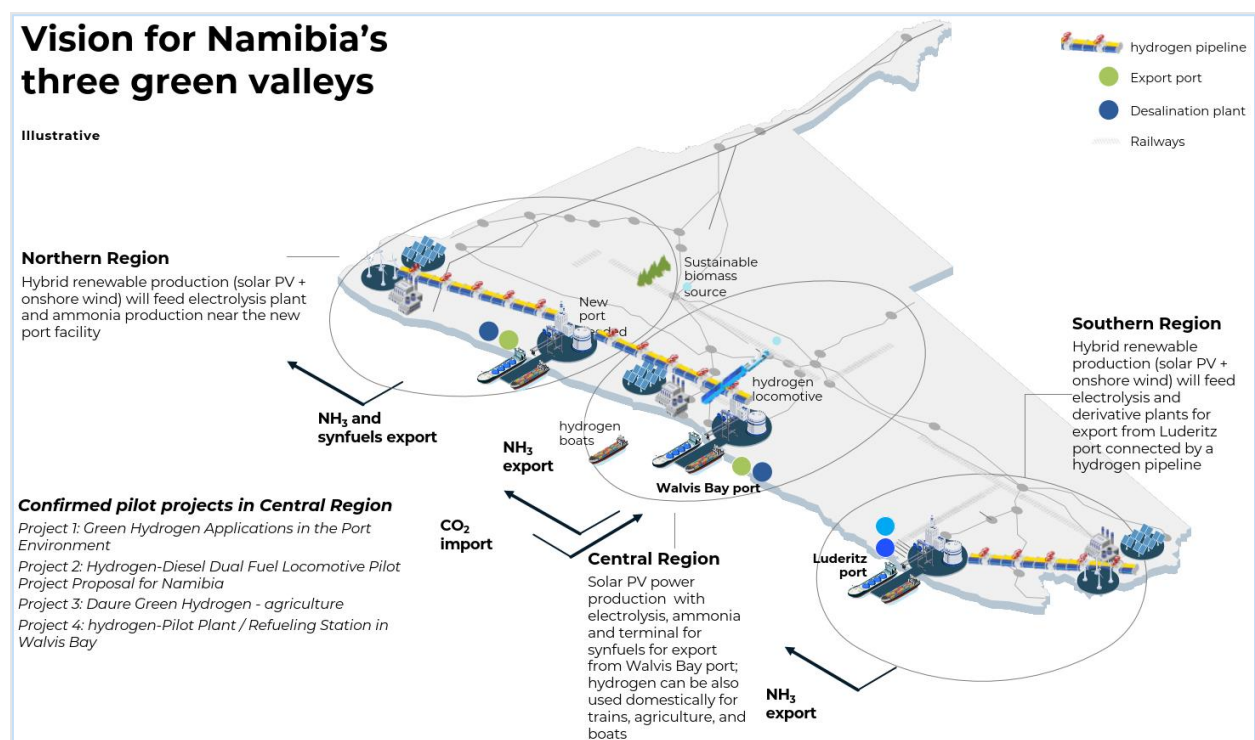 Vision for Namibia's
three green valleys
Illustrative
hydrogen pipeline
Export port
Desalination plant
Railways
Northern Region
Hybrid renewable production (solar PV +
onshore wind) will feed electrolysis plant
and ammonia production near the new
port facility
Sustainable
biomass
source
New
port
Southern Region
Hybrid renewable
production (solar PV +
onshore wind) will feed
electrolysis and
derivative plants for
export from Luderitz
port connected by a
hydrogen pipeline
hydrogen
locomotive
NH3 and
synfuels export
hydrogen
boats
NH3
export
Walvis Bay port
Confirmed pilot projects in Central Region
Project 1: Green Hydrogen Applications in the Port
Environment
Project 2: Hydrogen-Diesel Dual Fuel Locomotive Pilot
Project Proposal for Namibia
Project 3: Daure Green Hydrogen - agriculture
Project 4: hydrogen-Pilot Plant / Refueling Station in
Walvis Bay
CO2
import
Central Region
Solar PV power
production with
electrolysis, ammonia
and terminal for
synfuels for export
from Walvis Bay port;
hydrogen can be also
used domestically for
trains, agriculture, and
boats
Luderitz
port
NH3
export